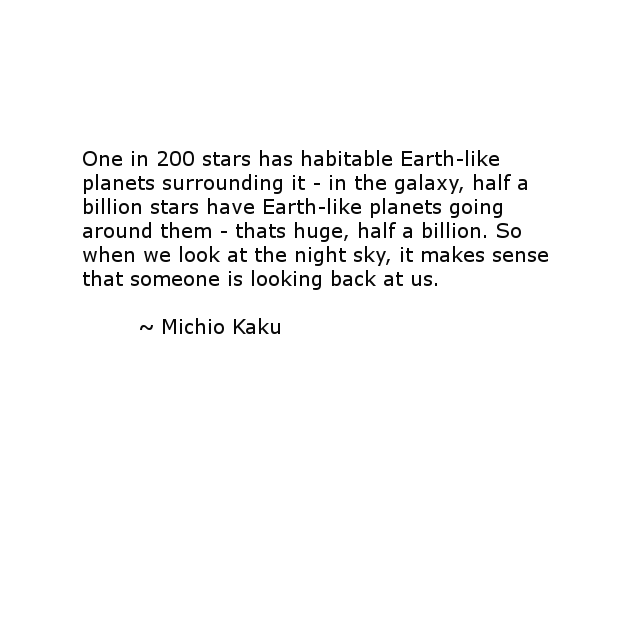 One in 200 stars has habitable Earth-like
planets surrounding it - in the galaxy, half a
billion stars have Earth-like planets going
around them - thats huge, half a billion. So
when we look at the night sky, it makes sense
that someone is looking back at us.
~ Michio Kaku